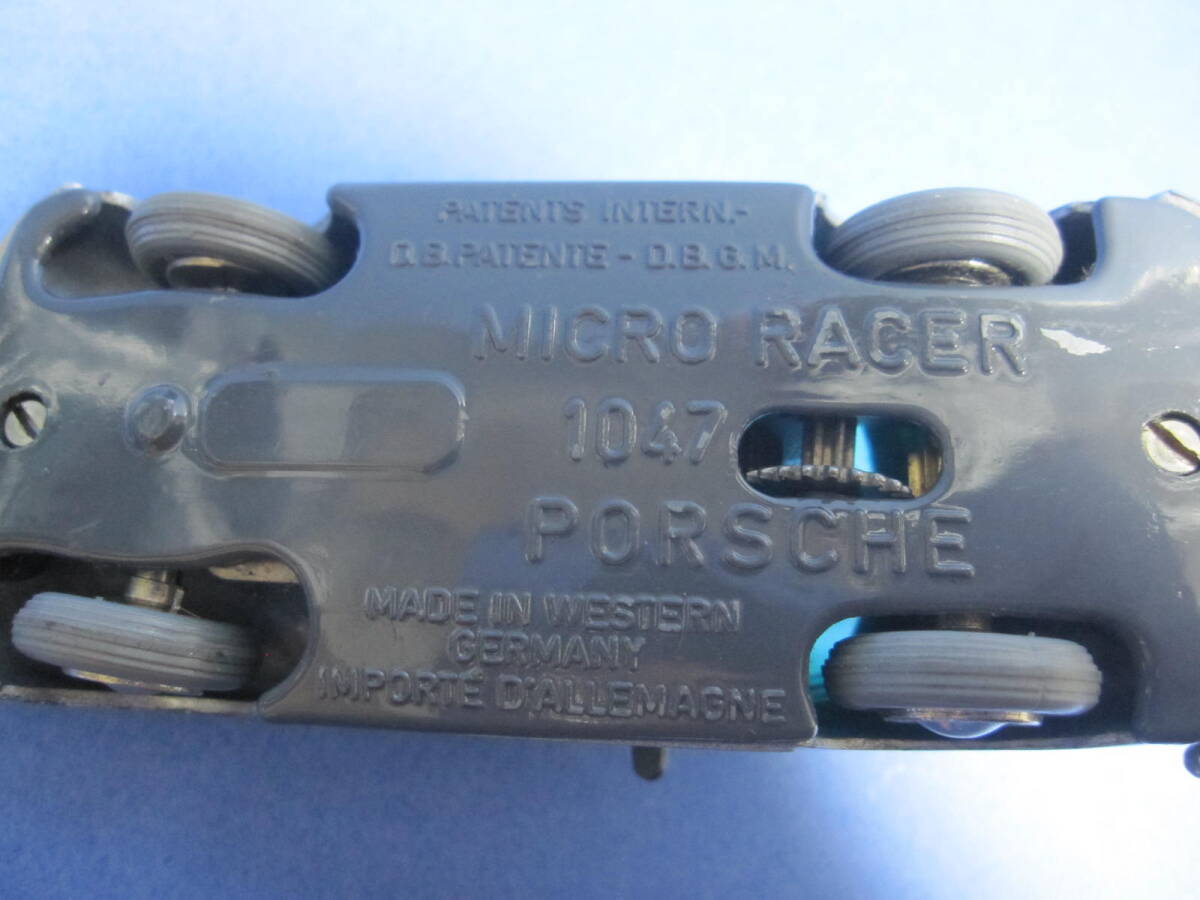 PATENTS INTERN.-
D.B.PATENTE - D.B.G.M.
MICRO RACER
1047
PORSCHE
MADE IN WESTERN
GERMANY
IMPORTÉ D'ALLEMAGNE